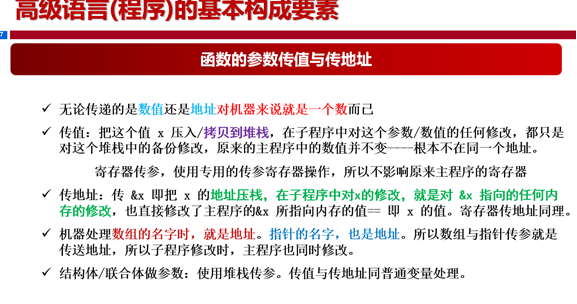 高级语言(程序)的基本构成要素
函数的参数传值与传地址
✓ 无论传递的是数值还是地址对机器来说就是一个数而已
✓ 传值：把这个值 x 压入/拷贝到堆栈，在子程序中对这个参数/数值的任何修改，都只是
对这个堆栈中的备份修改，原来的主程序中的数值并不变----根本不在同一个地址。
寄存器传参，使用专用的传参寄存器操作，所以不影响原来主程序的寄存器
✓ 传地址：传 &x 即把 x 的地址压栈，在子程序中对x的修改，就是对 &x 指向的任何内
存的修改，也直接修改了主程序的&x 所指向内存的值== 即 x 的值。寄存器传地址同理。
✓ 机器处理数组的名字时，就是地址。指针的名字，也是地址。所以数组与指针传参就是
传送地址，所以子程序修改时，主程序也同时修改。
✓ 结构体/联合体做参数：使用堆栈传参。传值与传地址同普通变量处理。